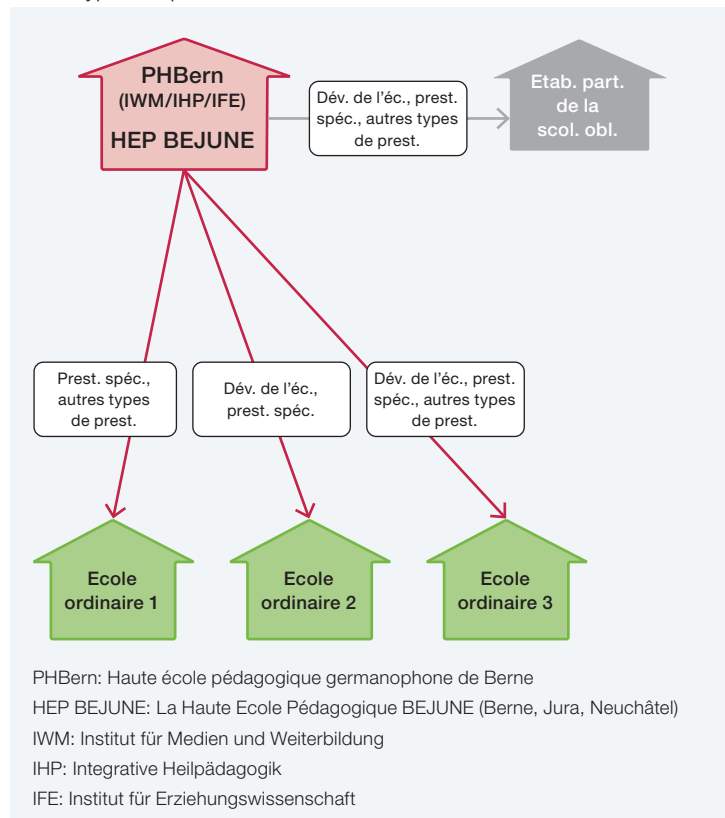 PHBern
(IWM/IHP/IFE)
HEP BEJUNE
Dév. de l'éc., prest.
spéc., autres types
de prest.
Etab. part.
de la
scol. obl.
Prest. spéc.,
autres types
de prest.
Dév. de l'éc.,
prest. spéc.
Dév. de l'éc., prest.
spéc., autres types
de prest.
Ecole
ordinaire 1
Ecole
ordinaire 2
Ecole
ordinaire 3
PHBern: Haute école pédagogique germanophone de Berne
HEP BEJUNE: La Haute Ecole Pédagogique BEJUNE (Berne, Jura, Neuchâtel)
IWM: Institut für Medien und Weiterbildung
IHP: Integrative Heilpädagogik
IFE: Institut für Erziehungswissenschaft